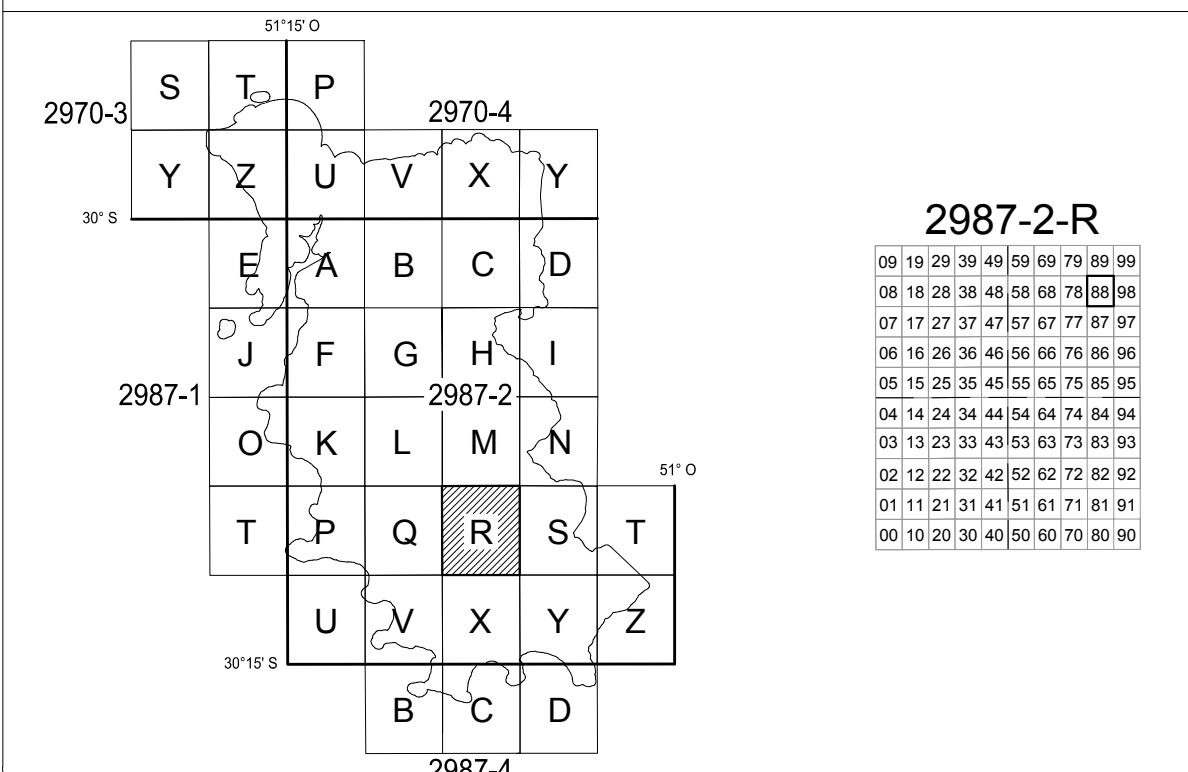 51°15' O
S T P
2970-3 2970-4
Y Z U V X Y
30° S
E A B C D
J F G H I
2987-1 2987-2
O K L M N
51° O
T P Q R S T
U V X Y Z
30°15' S
B C D
2987-4
2987-2-R
09 19 29 39 49 59 69 79 89 99
08 18 28 38 48 58 68 78 88 98
07 17 27 37 47 57 67 77 87 97
06 16 26 36 46 56 66 76 86 96
05 15 25 35 45 55 65 75 85 95
04 14 24 34 44 54 64 74 84 94
03 13 23 33 43 53 63 73 83 93
02 12 22 32 42 52 62 72 82 92
01 11 21 31 41 51 61 71 81 91
00 10 20 30 40 50 60 70 80 90